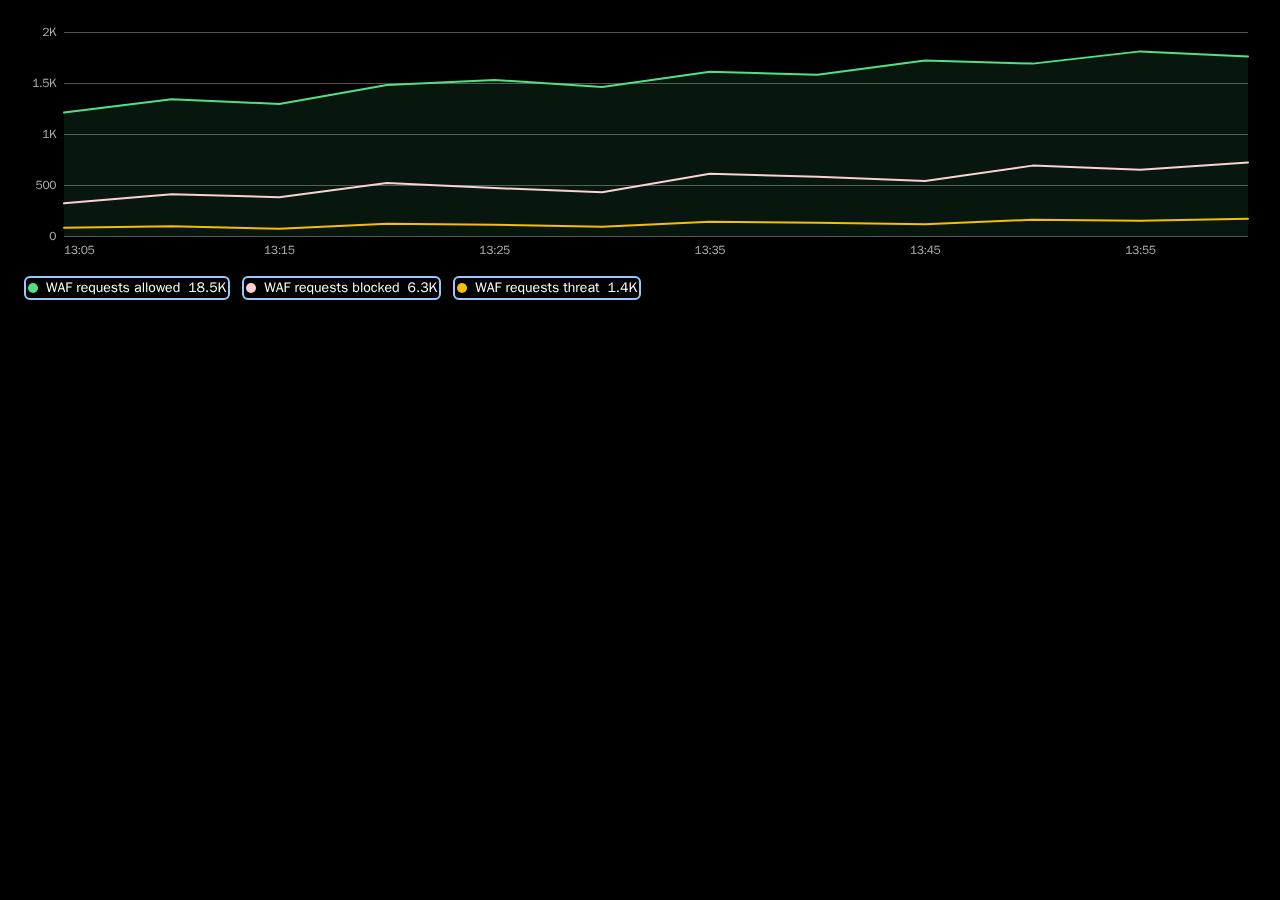 2K
1.5K
1K
500
0
13:05 13:15 13:25 13:35 13:45 13:55
WAF requests allowed 18.5K WAF requests blocked 6.3K WAF requests threat 1.4K